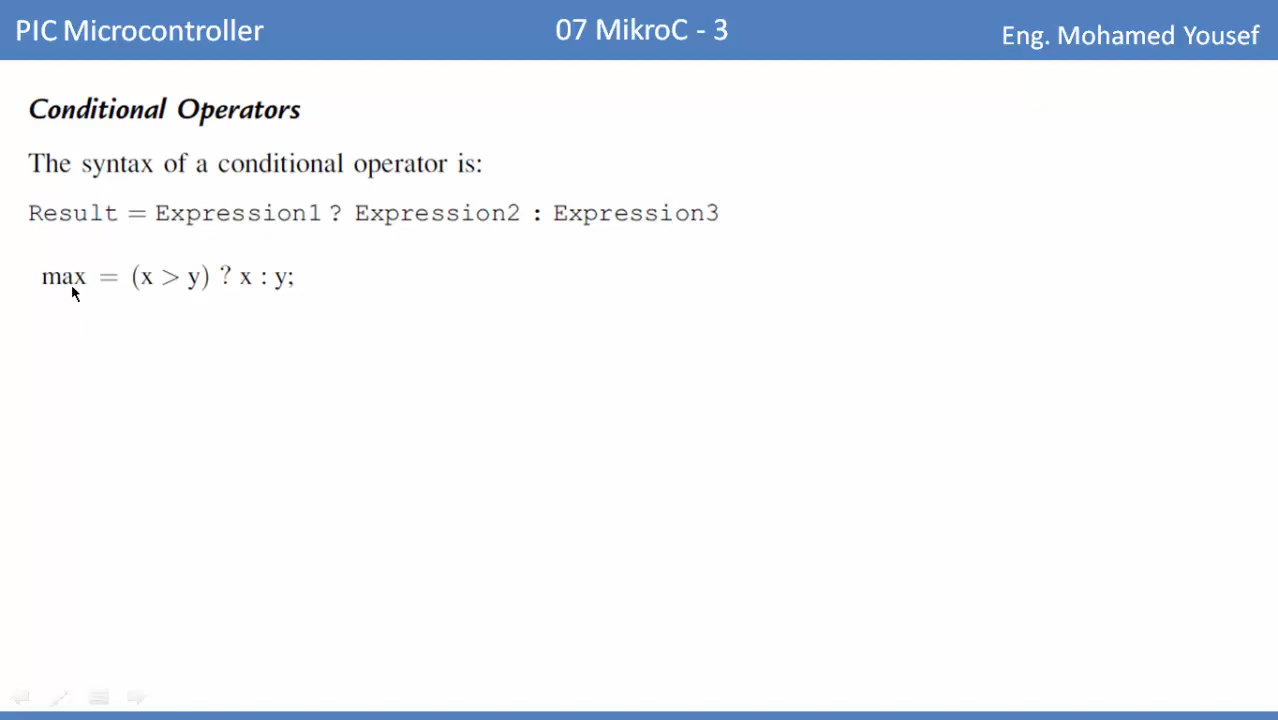 PIC Microcontroller
07 MikroC - 3
Eng. Mohamed Yousef
Conditional Operators
The syntax of a conditional operator is:
Result = Expression1 ? Expression2 : Expression3
max = (x > y) ? x : y;